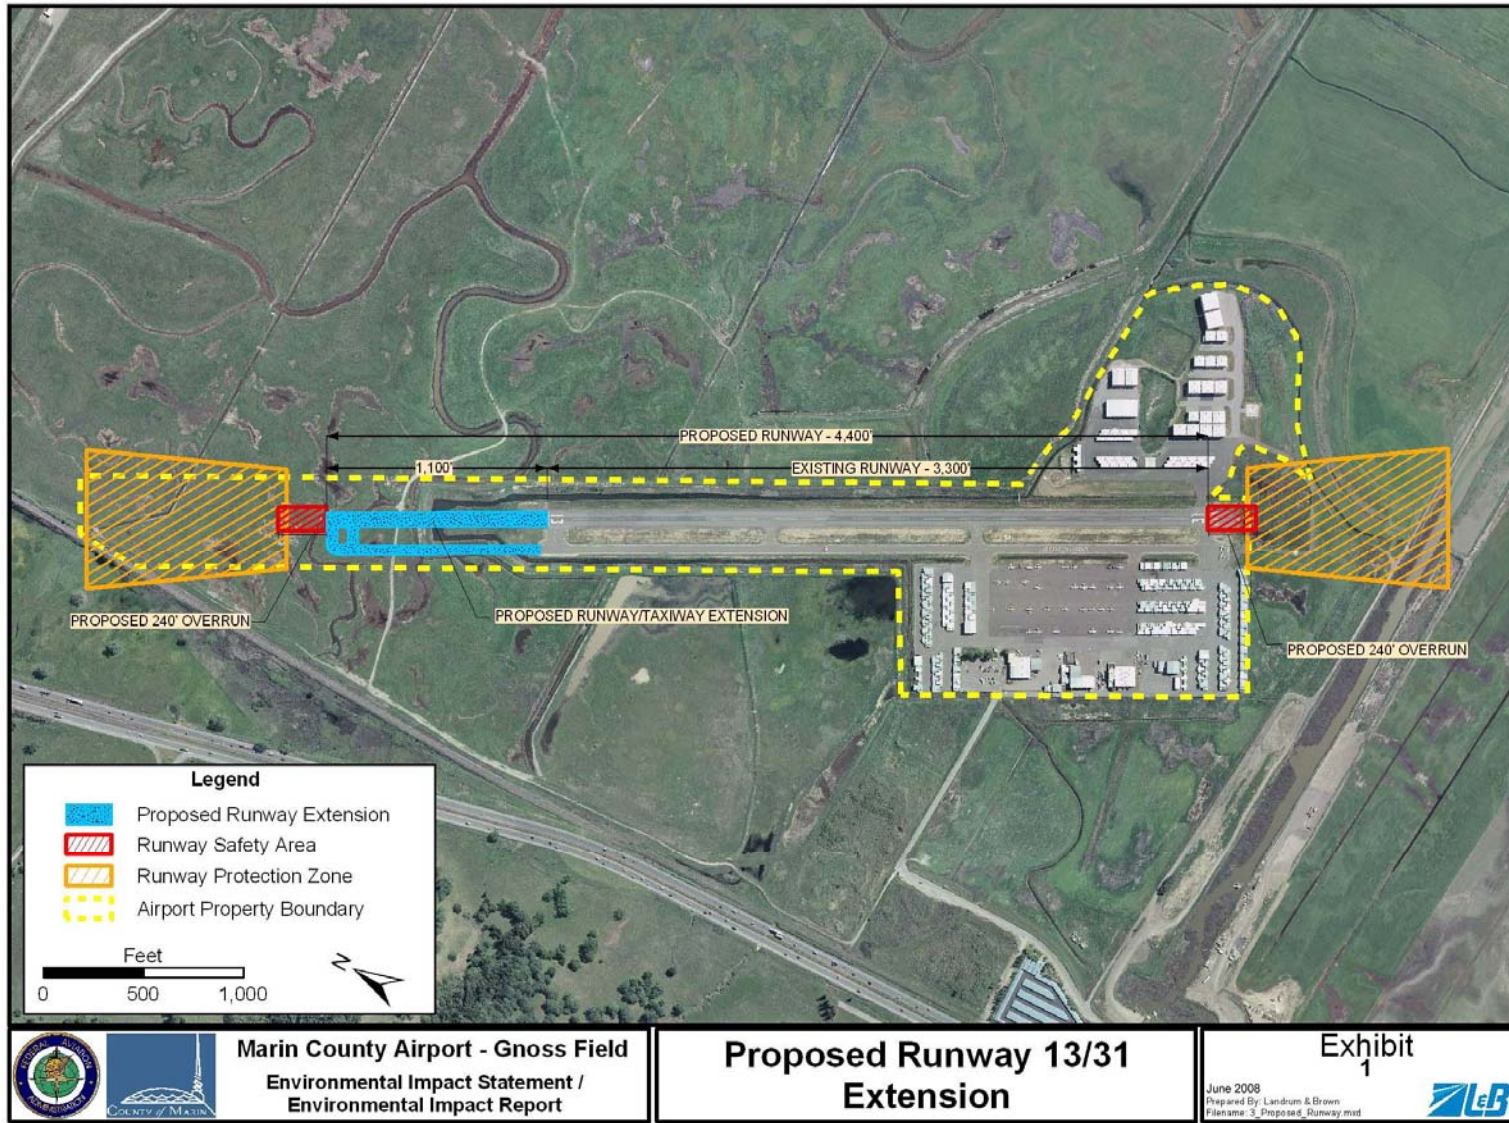 PROPOSED RUNWAY - 4,400'
1,100'
EXISTING RUNWAY - 3,300'
PROPOSED 240' OVERRUN
PROPOSED RUNWAY/TAXIWAY EXTENSION
PROPOSED 240' OVERRUN
Legend
Proposed Runway Extension
Runway Safety Area
Runway Protection Zone
Airport Property Boundary
Feet
0 500 1,000
N
FEDERAL AVIATION
ADMINISTRATION
COUNTY of MARIN
Marin County Airport - Gnoss Field
Environmental Impact Statement /
Environmental Impact Report
Proposed Runway 13/31
Extension
Exhibit
1
June 2008
Prepared By: Landrum & Brown
Filename: 3_Proposed_Runway.mxd
L&B